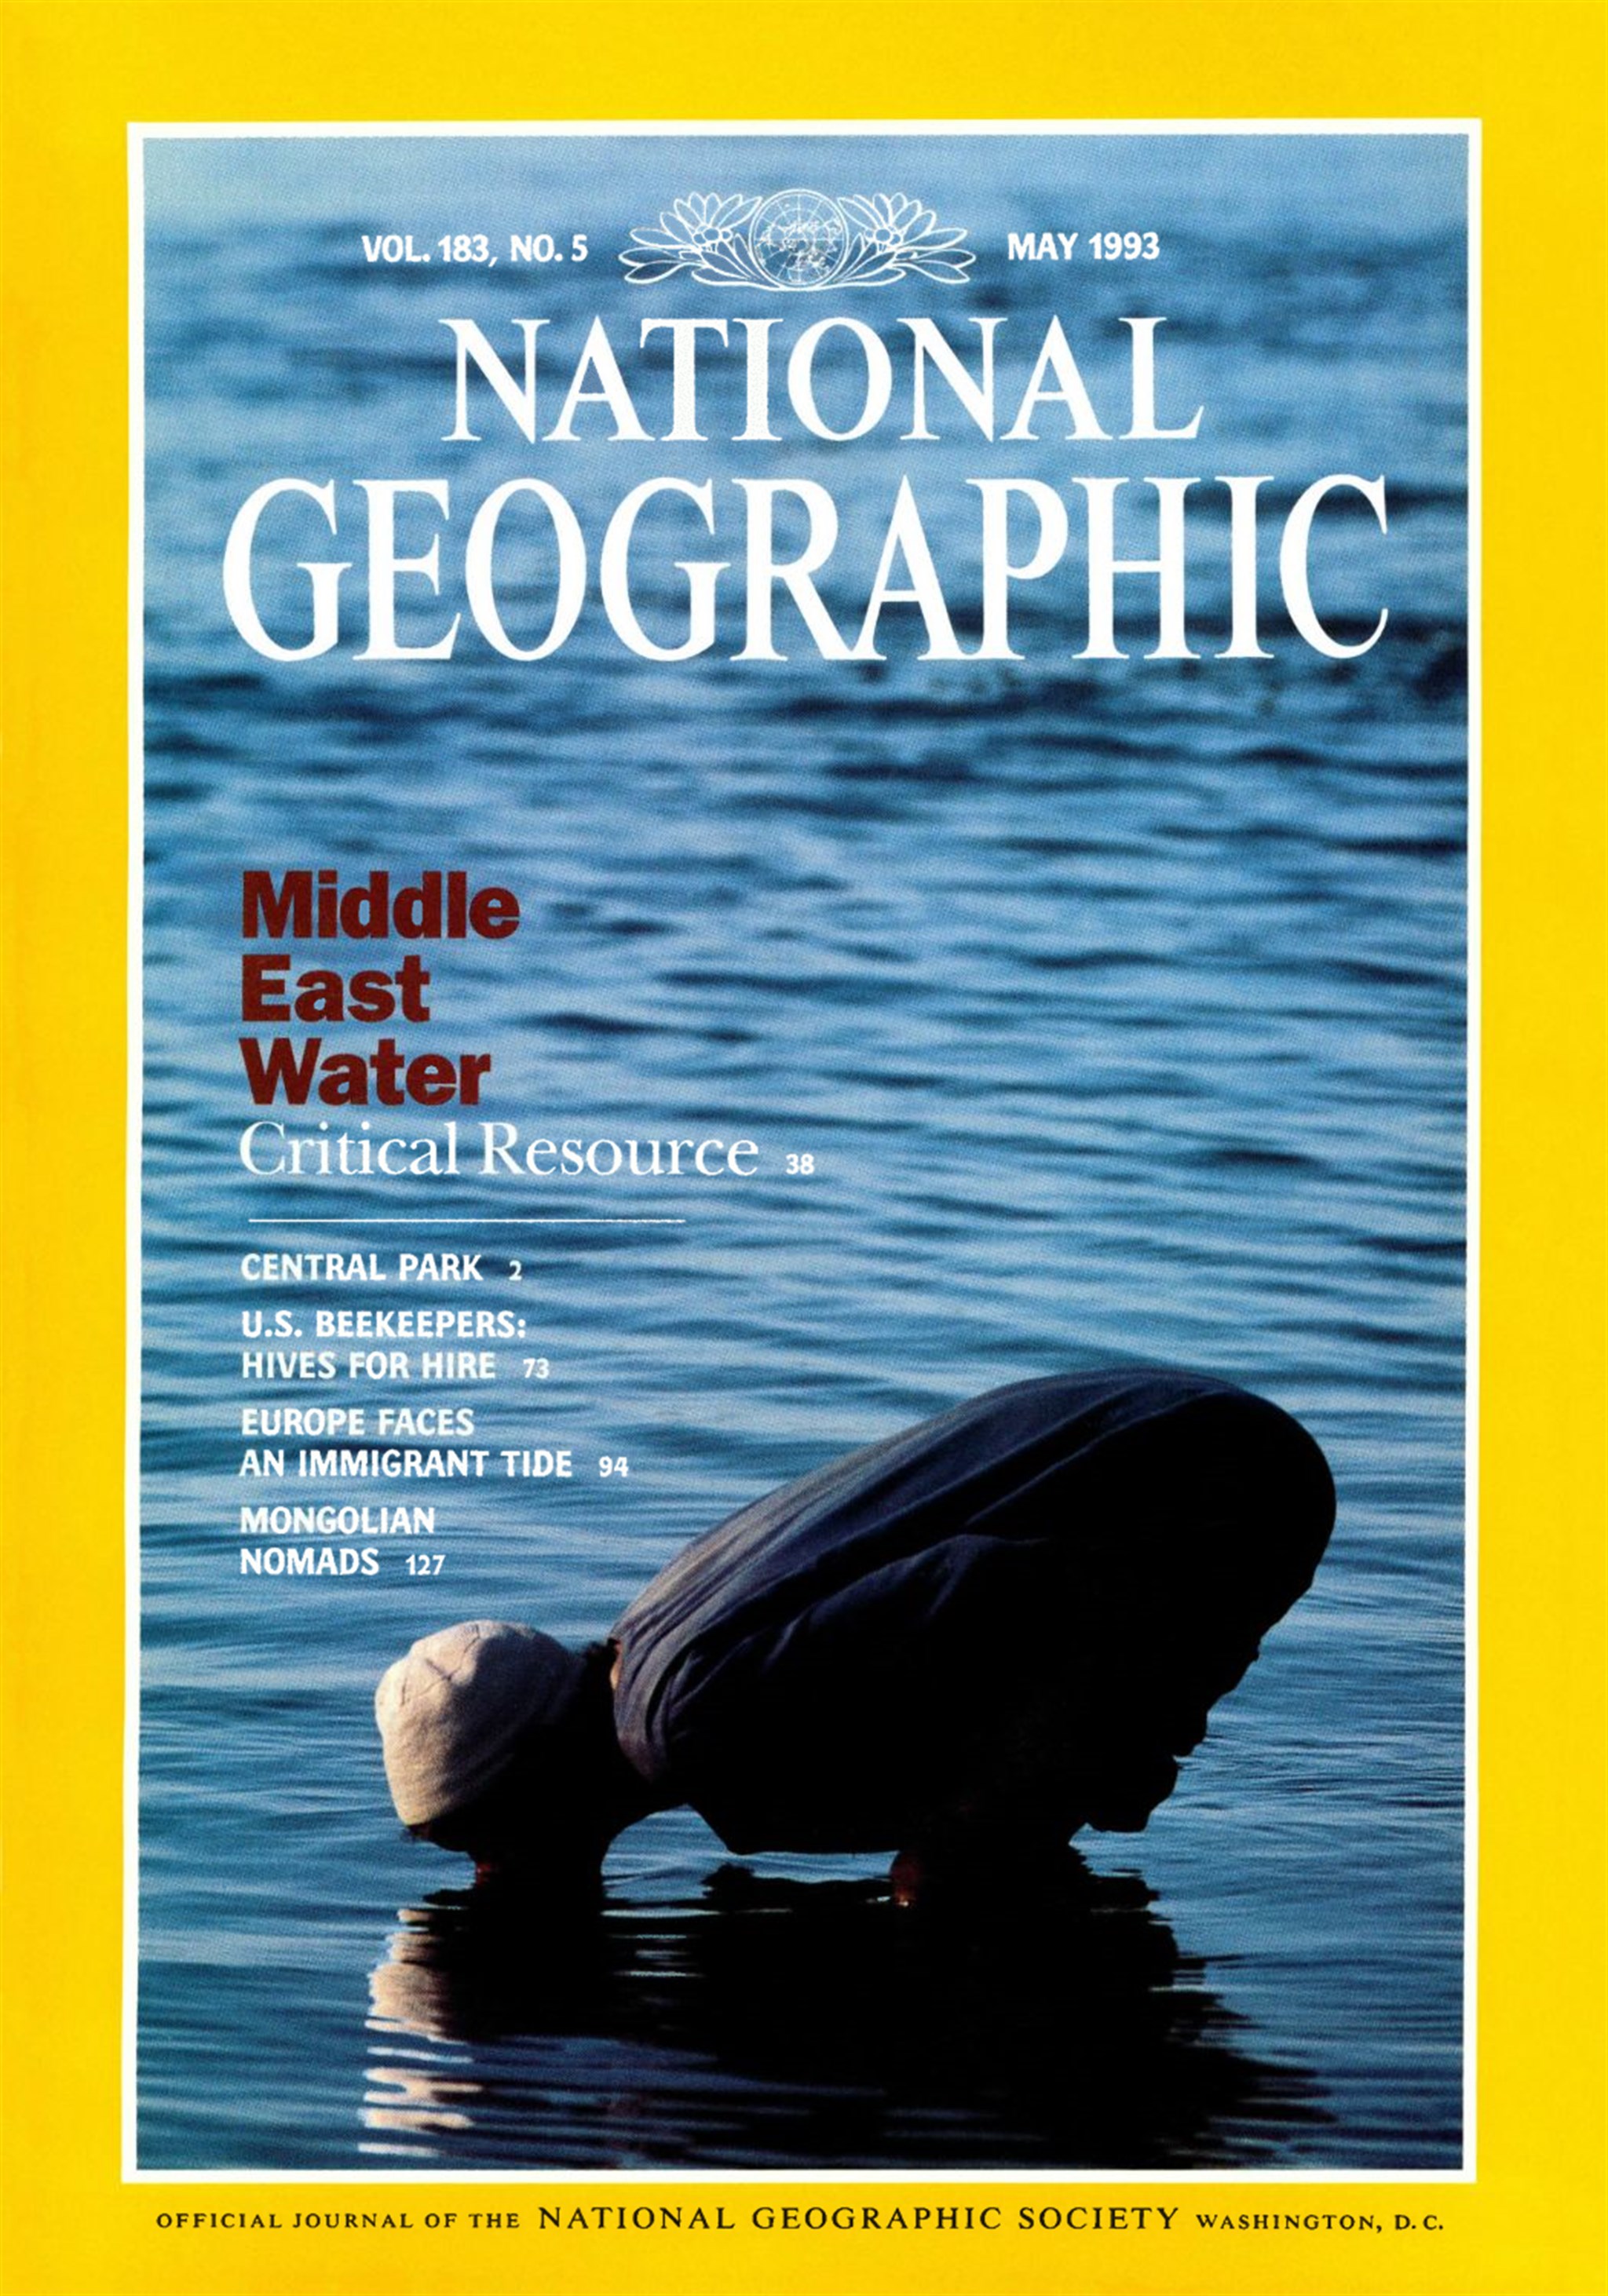 VOL. 183, NO. 5 MAY 1993
NATIONAL
GEOGRAPHIC
Middle
East
Water
Critical Resource 38
CENTRAL PARK 2
U.S. BEEKEEPERS:
HIVES FOR HIRE 73
EUROPE FACES
AN IMMIGRANT TIDE 94
MONGOLIAN
NOMADS 127
OFFICIAL JOURNAL OF THE NATIONAL GEOGRAPHIC SOCIETY WASHINGTON, D.C.